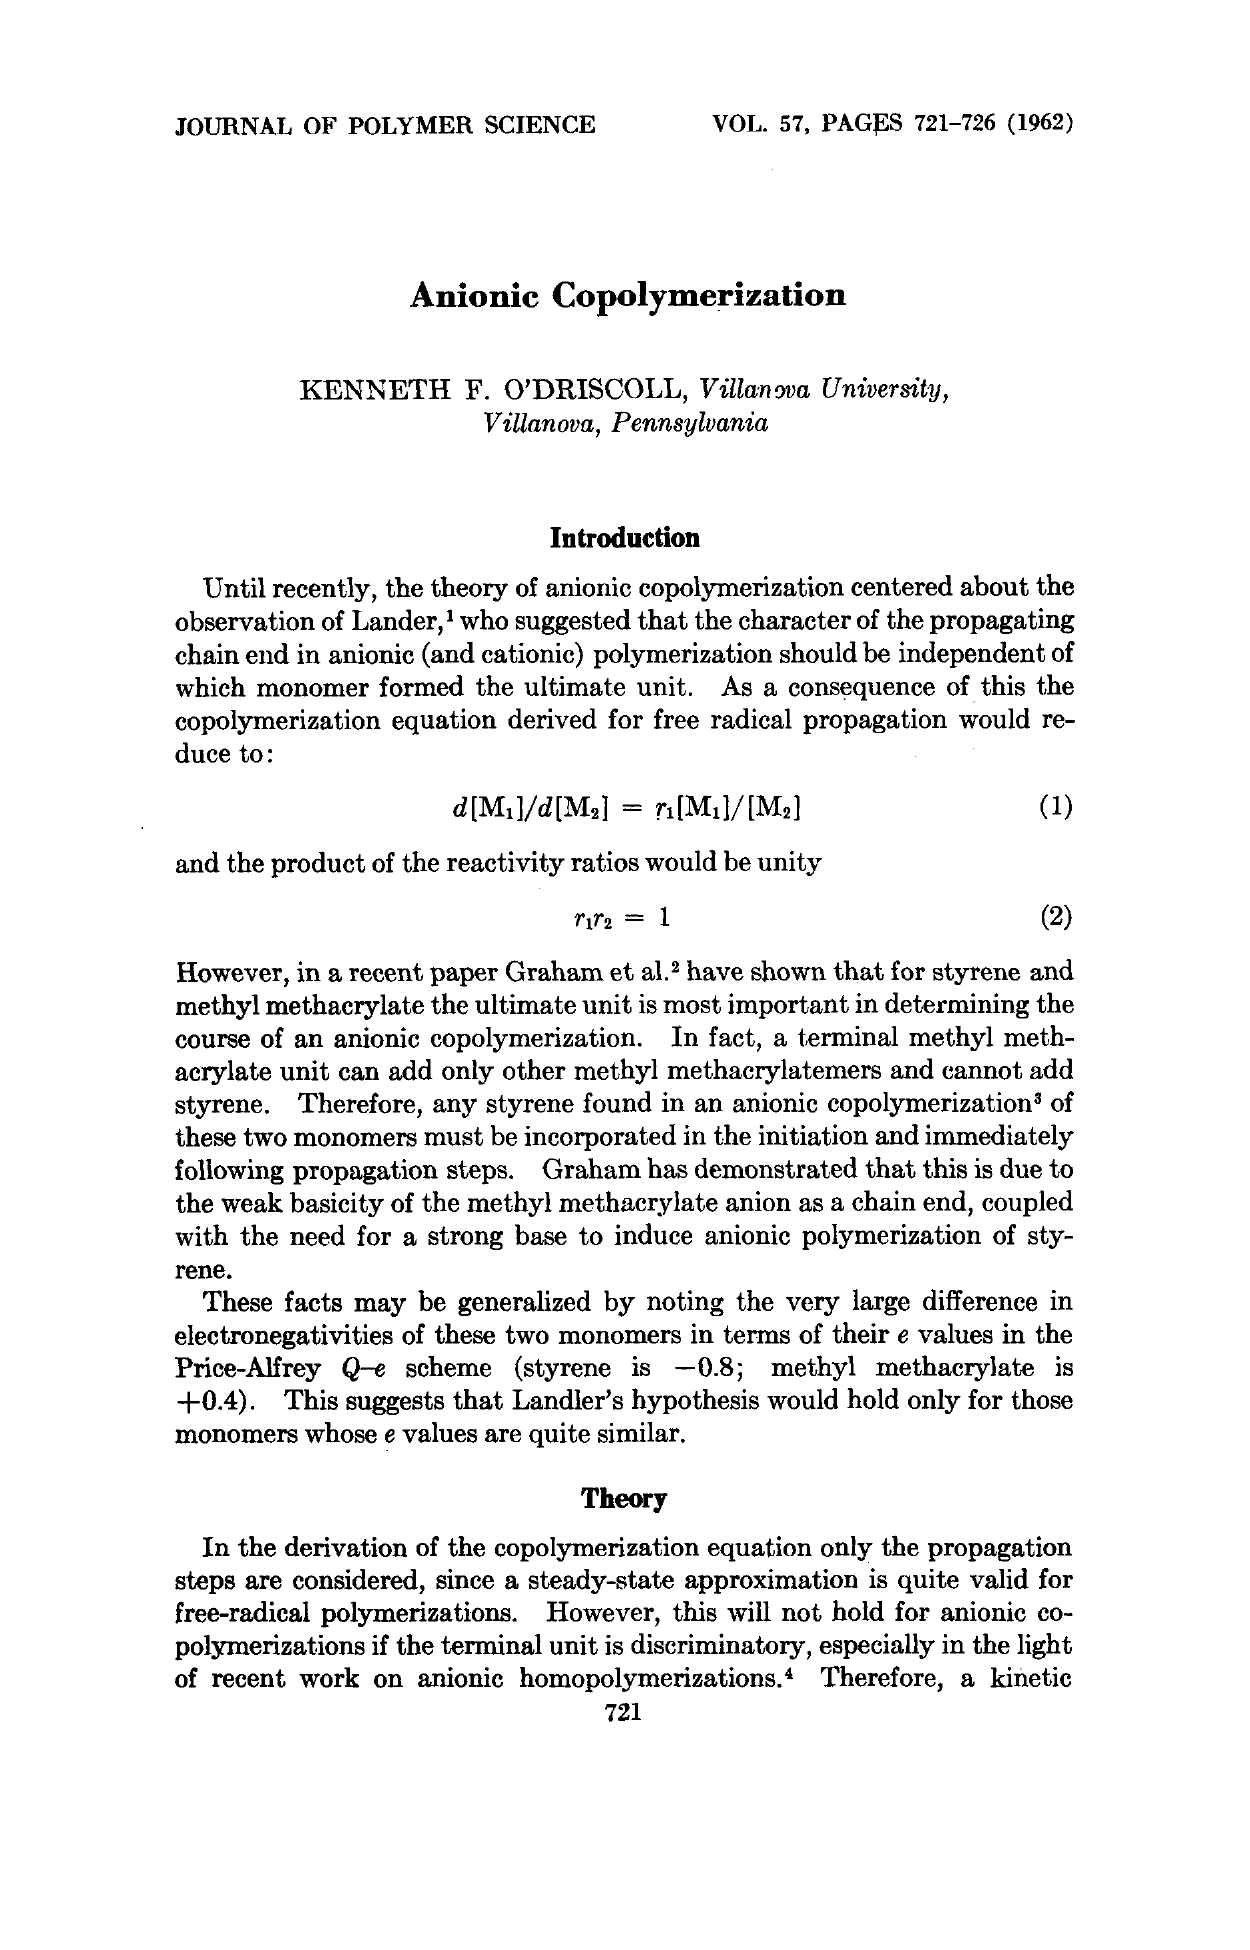 JOURNAL OF POLYMER SCIENCE VOL. 57, PAGES 721–726 (1962)
Anionic Copolymerization
KENNETH F. O'DRISCOLL, Villanova University,
Villanova, Pennsylvania
Introduction
Until recently, the theory of anionic copolymerization centered about the
observation of Lander,¹ who suggested that the character of the propagating
chain end in anionic (and cationic) polymerization should be independent of
which monomer formed the ultimate unit. As a consequence of this the
copolymerization equation derived for free radical propagation would re-
duce to:
d[M₁]/d[M₂] = r₁[M₁]/[M₂] (1)
and the product of the reactivity ratios would be unity
r₁r₂ = 1 (2)
However, in a recent paper Graham et al.² have shown that for styrene and
methyl methacrylate the ultimate unit is most important in determining the
course of an anionic copolymerization. In fact, a terminal methyl meth-
acrylate unit can add only other methyl methacrylatemers and cannot add
styrene. Therefore, any styrene found in an anionic copolymerization³ of
these two monomers must be incorporated in the initiation and immediately
following propagation steps. Graham has demonstrated that this is due to
the weak basicity of the methyl methacrylate anion as a chain end, coupled
with the need for a strong base to induce anionic polymerization of sty-
rene.
These facts may be generalized by noting the very large difference in
electronegativities of these two monomers in terms of their e values in the
Price-Alfrey Q–e scheme (styrene is −0.8; methyl methacrylate is
+0.4). This suggests that Landler's hypothesis would hold only for those
monomers whose e values are quite similar.
Theory
In the derivation of the copolymerization equation only the propagation
steps are considered, since a steady-state approximation is quite valid for
free-radical polymerizations. However, this will not hold for anionic co-
polymerizations if the terminal unit is discriminatory, especially in the light
of recent work on anionic homopolymerizations.⁴ Therefore, a kinetic
721